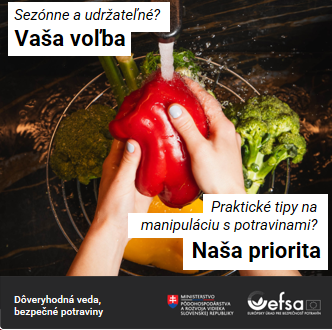 Sezónne a udržateľné?
Vaša voľba
Praktické tipy na
manipuláciu s potravinami?
Naša priorita
Dôveryhodná veda,
bezpečné potraviny
MINISTERSTVO
PÔDOHOSPODÁRSTVA
A ROZVOJA VIDIEKA
SLOVENSKEJ REPUBLIKY
efsa
EURÓPSKY ÚRAD PRE BEZPEČNOSŤ POTRAVÍN